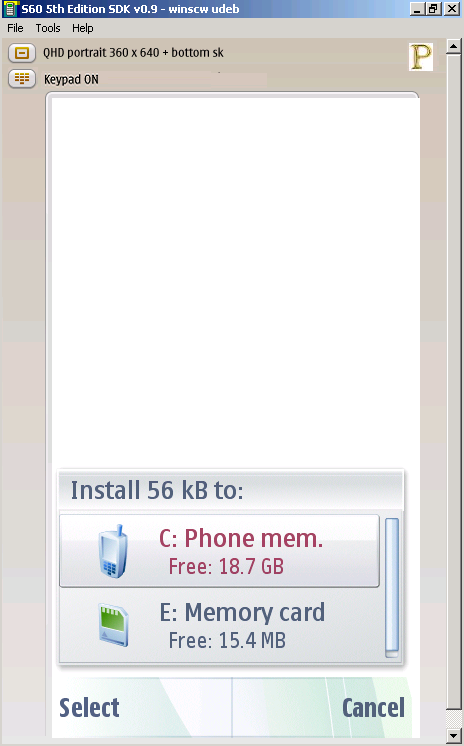 S60 5th Edition SDK v0.9 - winscw udeb
File Tools Help
QHD portrait 360 x 640 + bottom sk
P
Keypad ON
Install 56 kB to:
C: Phone mem.
Free: 18.7 GB
E: Memory card
Free: 15.4 MB
Select Cancel